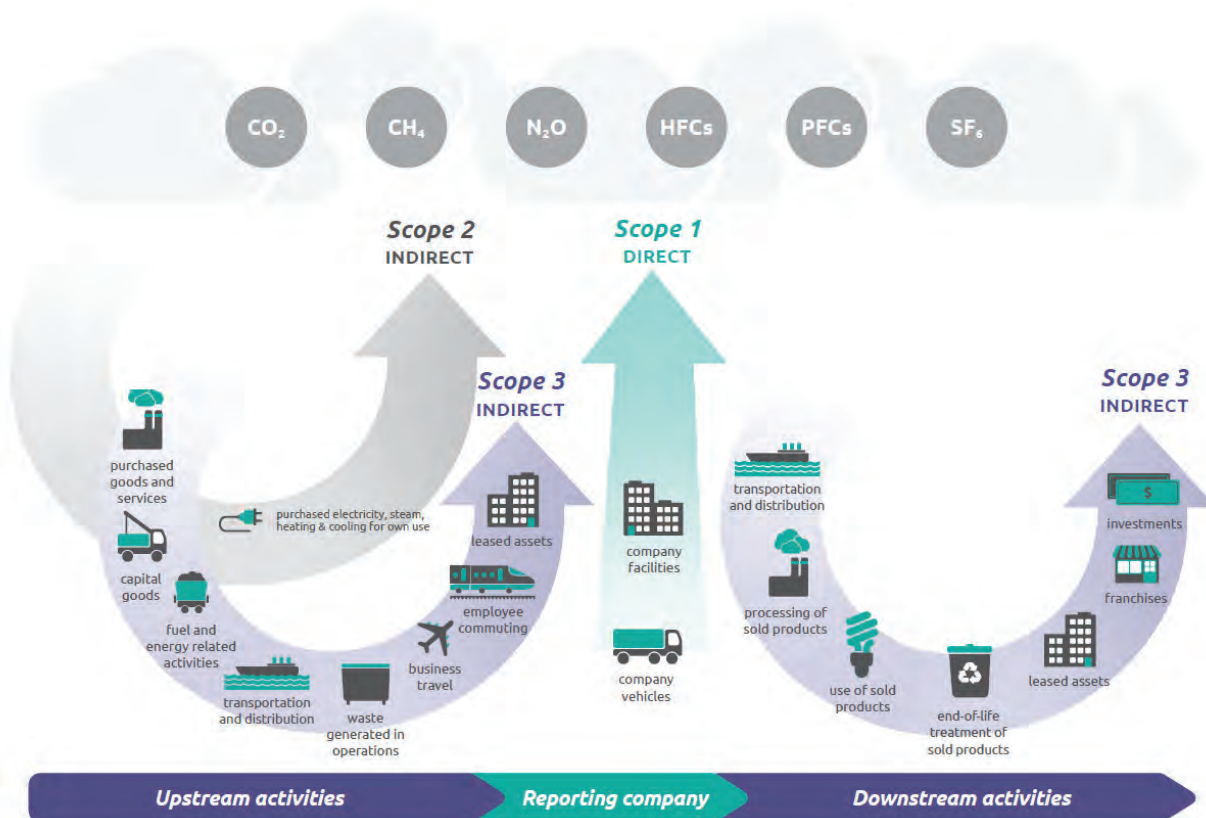 CO₂
CH₄
N₂O
HFCs
PFCs
SF₆
Scope 2
INDIRECT
Scope 1
DIRECT
Scope 3
INDIRECT
Scope 3
INDIRECT
purchased
goods and
services
capital
goods
fuel and
energy related
activities
purchased electricity, steam,
heating & cooling for own use
transportation
and distribution
waste
generated in
operations
business
travel
employee
commuting
leased assets
company
facilities
company
vehicles
transportation
and distribution
processing of
sold products
use of sold
products
end-of-life
treatment of
sold products
leased assets
franchises
$
investments
Upstream activities
Reporting company
Downstream activities